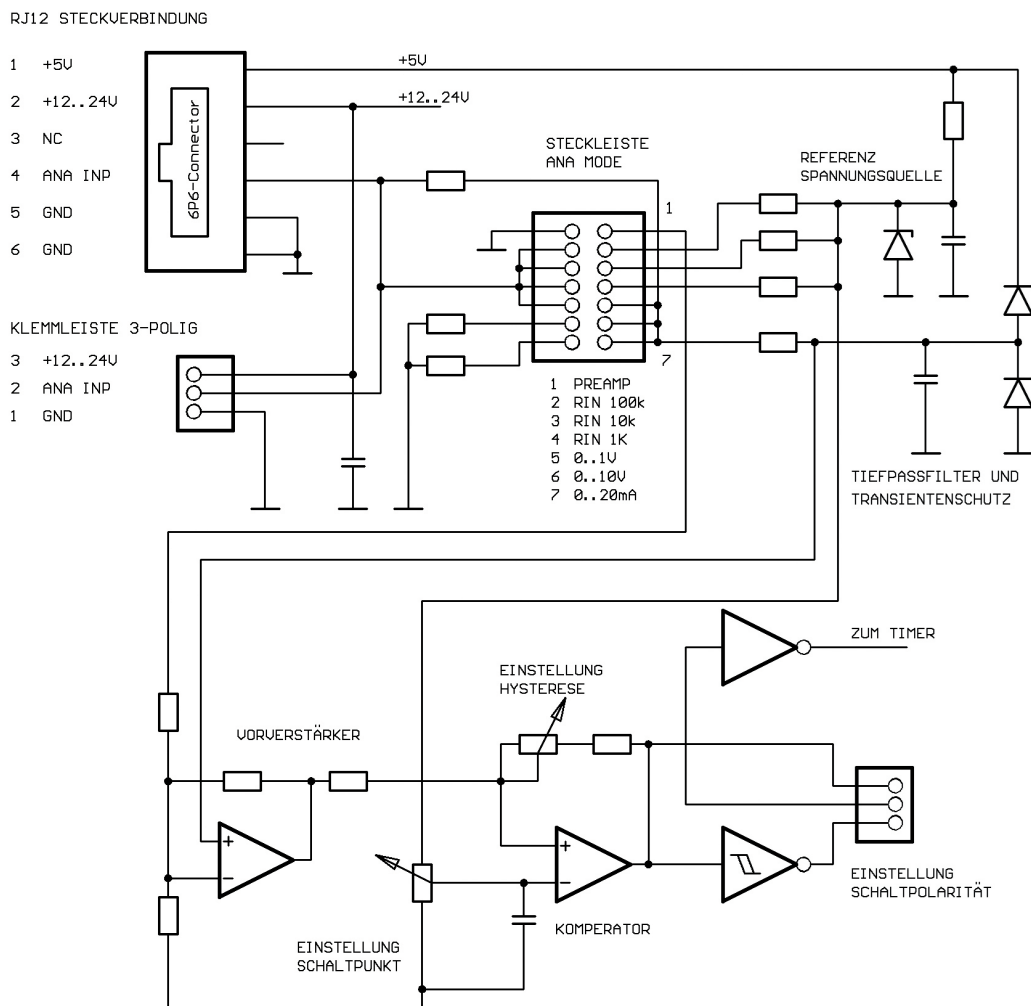 RJ12 STECKVERBINDUNG
1 +5V
2 +12..24V
3 NC
4 ANA INP
5 GND
6 GND
6P6-Connector
+5V
+12..24V
STECKLEISTE
ANA MODE
1
7
REFERENZ
SPANNUNGSQUELLE
KLEMMLEISTE 3-POLIG
3 +12..24V
2 ANA INP
1 GND
1 PREAMP
2 RIN 100k
3 RIN 10k
4 RIN 1K
5 0..1V
6 0..10V
7 0..20mA
TIEFPASSFILTER UND
TRANSIENTENSCHUTZ
ZUM TIMER
EINSTELLUNG
HYSTERESE
VORVERSTÄRKER
+
−
+
−
KOMPERATOR
EINSTELLUNG
SCHALTPUNKT
EINSTELLUNG
SCHALTPOLARITÄT